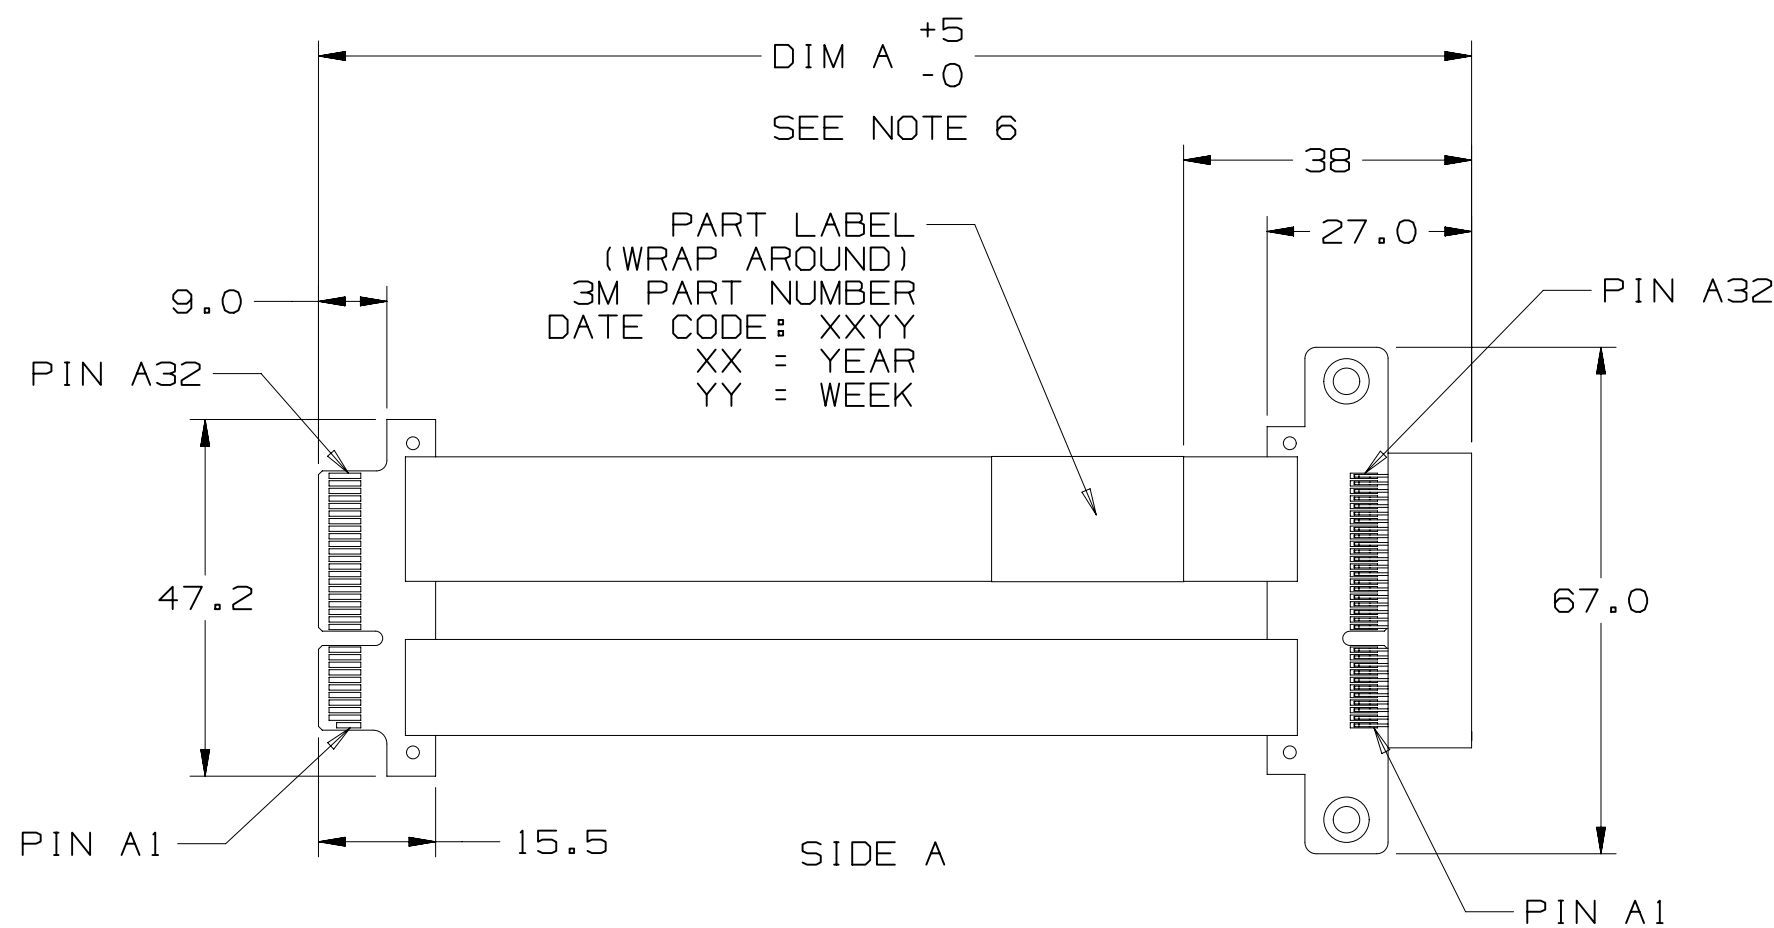 DIM A +5
-0
SEE NOTE 6
38
PART LABEL
(WRAP AROUND)
3M PART NUMBER
DATE CODE: XXYY
XX = YEAR
YY = WEEK
27.0
9.0
PIN A32
PIN A32
47.2
67.0
PIN A1
15.5
SIDE A
PIN A1